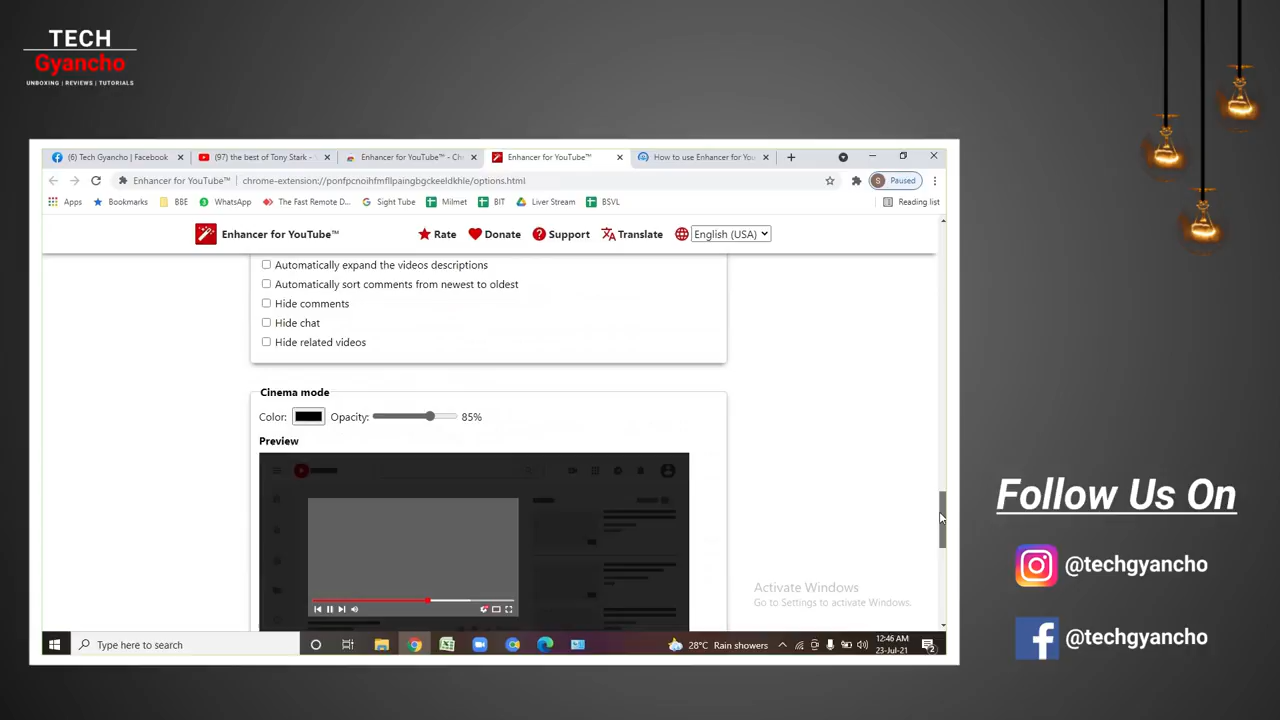 TECH
Gyancho
UNBOXING | REVIEWS | TUTORIALS
(6) Tech Gyancho | Facebook
(97) the best of Tony Stark -
Enhancer for YouTube™ - Ch
Enhancer for YouTube™
How to use Enhancer for You
Enhancer for YouTube™
chrome-extension://ponfpcnoihfmfllpaingbgckeeldkhle/options.html
S
Paused
Apps
Bookmarks
BBE
WhatsApp
The Fast Remote D...
Sight Tube
Milmet
BIT
Liver Stream
BSVL
Reading list
Enhancer for YouTube™
Rate
Donate
Support
Translate
English (USA)
Automatically expand the videos descriptions
Automatically sort comments from newest to oldest
Hide comments
Hide chat
Hide related videos
Cinema mode
Color:
Opacity:
85%
Preview
Activate Windows
Go to Settings to activate Windows.
Type here to search
28°C Rain showers
12:46 AM
23-Jul-21
2
Follow Us On
@techgyancho
@techgyancho